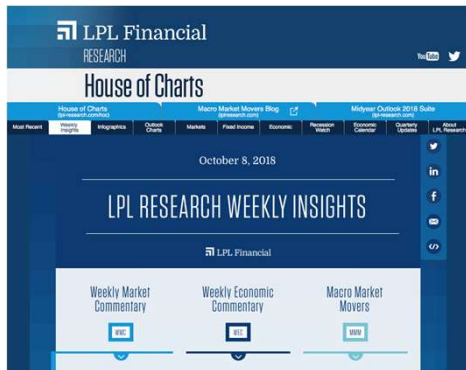 LPL Financial
RESEARCH
You Tube
House of Charts
House of Charts Macro Market Movers Blog Midyear Outlook 2018 Suite
(lpl-research.com/hoc) (lplresearch.com) (lpl-research.com)
Most Recent Weekly Insights Infographics Outlook Charts Markets Fixed Income Economic Recession Watch Economic Calendar Quarterly Updates About LPL Research
October 8, 2018
in
LPL RESEARCH WEEKLY INSIGHTS
f
LPL Financial
Weekly Market Weekly Economic Macro Market
Commentary Commentary Movers
WMC WEC MMM